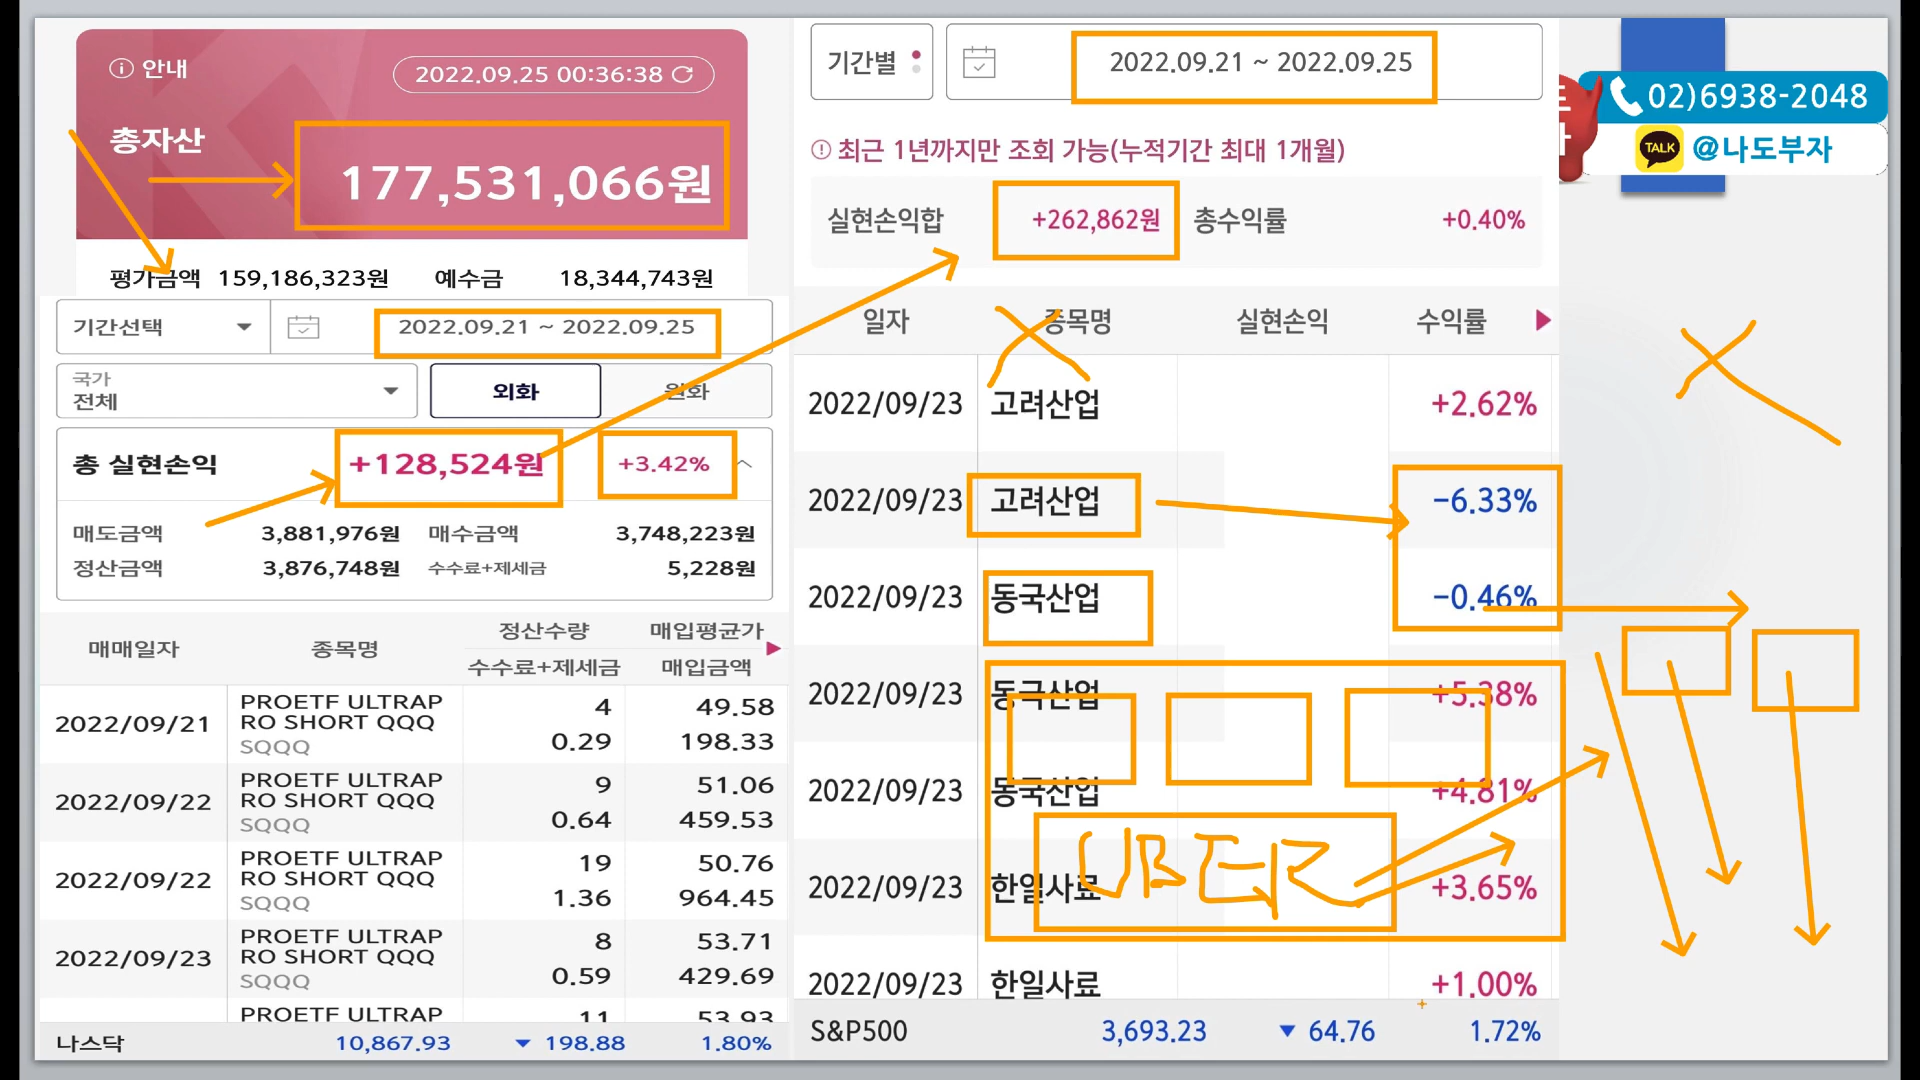 안내
2022.09.25 00:36:38
총자산
177,531,066원
평가금액 159,186,323원 예수금 18,344,743원
기간선택 2022.09.21 ~ 2022.09.25
국가
전체 외화 원화
총 실현손익 +128,524원 +3.42%
매도금액 3,881,976원 매수금액 3,748,223원
정산금액 3,876,748원 수수료+제세금 5,228원
매매일자 종목명 정산수량 매입평균가
수수료+제세금 매입금액
2022/09/21 PROETF ULTRAP 4 49.58
RO SHORT QQQ
SQQQ 0.29 198.33
2022/09/22 PROETF ULTRAP 9 51.06
RO SHORT QQQ
SQQQ 0.64 459.53
2022/09/22 PROETF ULTRAP 19 50.76
RO SHORT QQQ
SQQQ 1.36 964.45
2022/09/23 PROETF ULTRAP 8 53.71
RO SHORT QQQ
SQQQ 0.59 429.69
PROETF ULTRAP 11 53.93
나스닥 10,867.93 ▼ 198.88 1.80%
기간별 2022.09.21 ~ 2022.09.25
최근 1년까지만 조회 가능(누적기간 최대 1개월)
실현손익합 +262,862원 총수익률 +0.40%
일자 종목명 실현손익 수익률
2022/09/23 고려산업 +2.62%
2022/09/23 고려산업 -6.33%
2022/09/23 동국산업 -0.46%
2022/09/23 동국산업 +5.38%
2022/09/23 동국산업 +4.81%
UBER
2022/09/23 한일사료 +3.65%
2022/09/23 한일사료 +1.00%
S&P500 3,693.23 ▼ 64.76 1.72%
02)6938-2048
TALK @나도부자